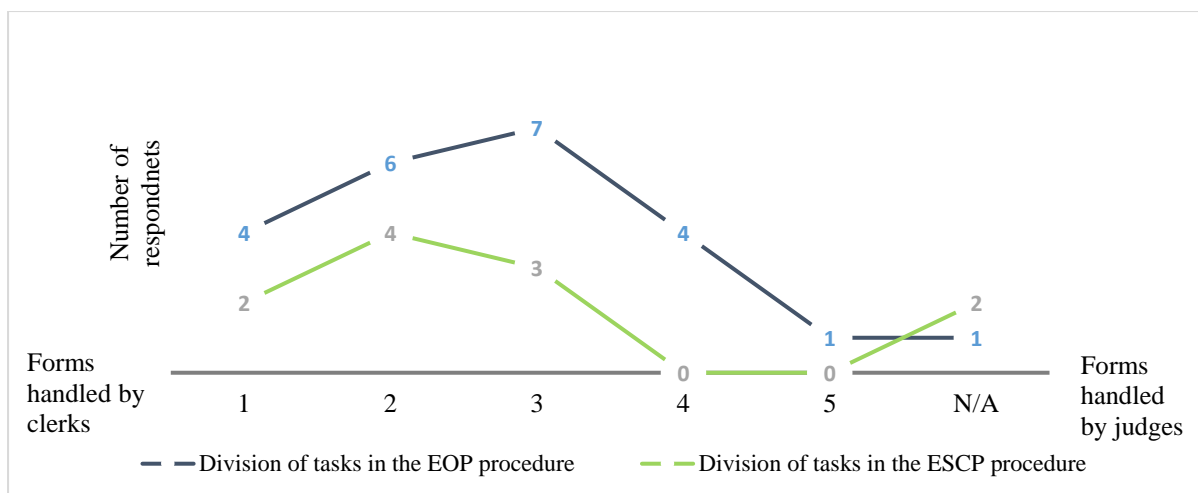 Number of
respondnets
7
6
4
4
4
3
2
2
1
1
0
0
Forms
handled by
clerks
1
2
3
4
5
N/A
Forms
handled
by judges
Division of tasks in the EOP procedure
Division of tasks in the ESCP procedure